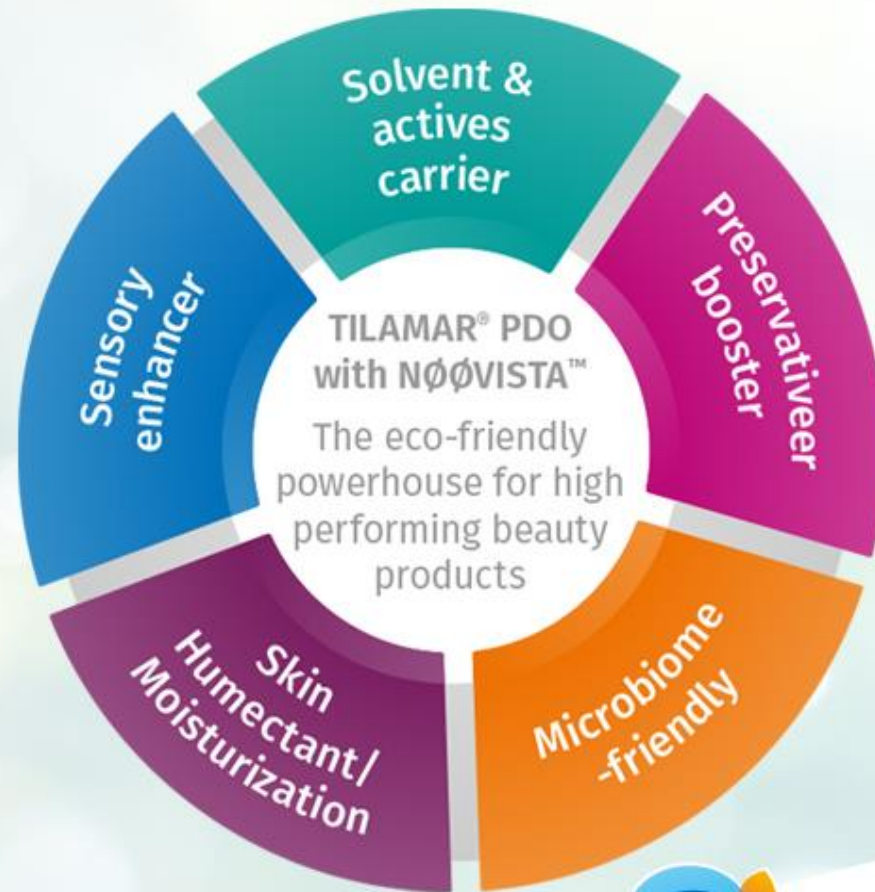 Solvent &
actives
carrier
Preservativeer
booster
Microbiome
-friendly
Skin
Humectant/
Moisturization
Sensory
enhancer
TILAMAR® PDO
with NØØVISTA™
The eco-friendly
powerhouse for high
performing beauty
products